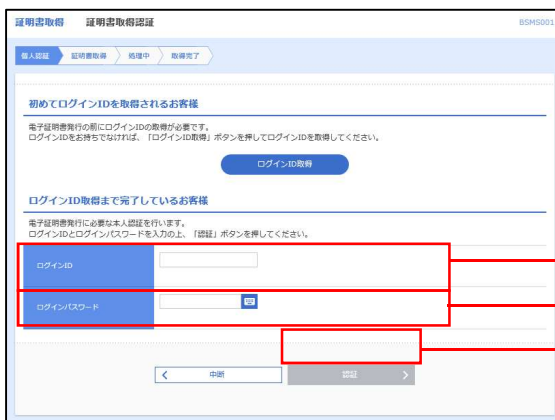 証明書取得 証明書取得認証 BSMS001
個人認証 証明書取得 処理中 取得完了
初めてログインIDを取得されるお客様
電子証明書発行の前にログインIDの取得が必要です。
ログインIDをお持ちでなければ、「ログインID取得」ボタンを押してログインIDを取得してください。
ログインID取得
ログインID取得まで完了しているお客様
電子証明書発行に必要な本人認証を行います。
ログインIDとログインパスワードを入力の上、「認証」ボタンを押してください。
ログインID
ログインパスワード
中断 認証